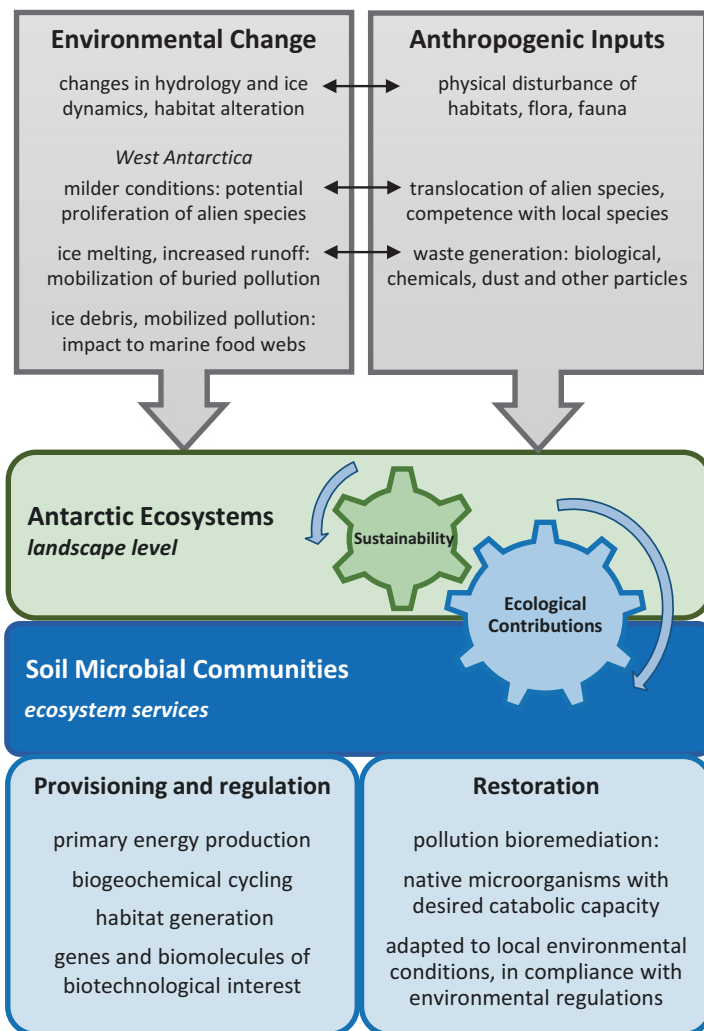 Environmental Change
changes in hydrology and ice
dynamics, habitat alteration
West Antarctica
milder conditions: potential
proliferation of alien species
ice melting, increased runoff:
mobilization of buried pollution
ice debris, mobilized pollution:
impact to marine food webs
Anthropogenic Inputs
physical disturbance of
habitats, flora, fauna
translocation of alien species,
competence with local species
waste generation: biological,
chemicals, dust and other particles
Antarctic Ecosystems
landscape level
Sustainability
Ecological
Contributions
Soil Microbial Communities
ecosystem services
Provisioning and regulation
primary energy production
biogeochemical cycling
habitat generation
genes and biomolecules of
biotechnological interest
Restoration
pollution bioremediation:
native microorganisms with
desired catabolic capacity
adapted to local environmental
conditions, in compliance with
environmental regulations